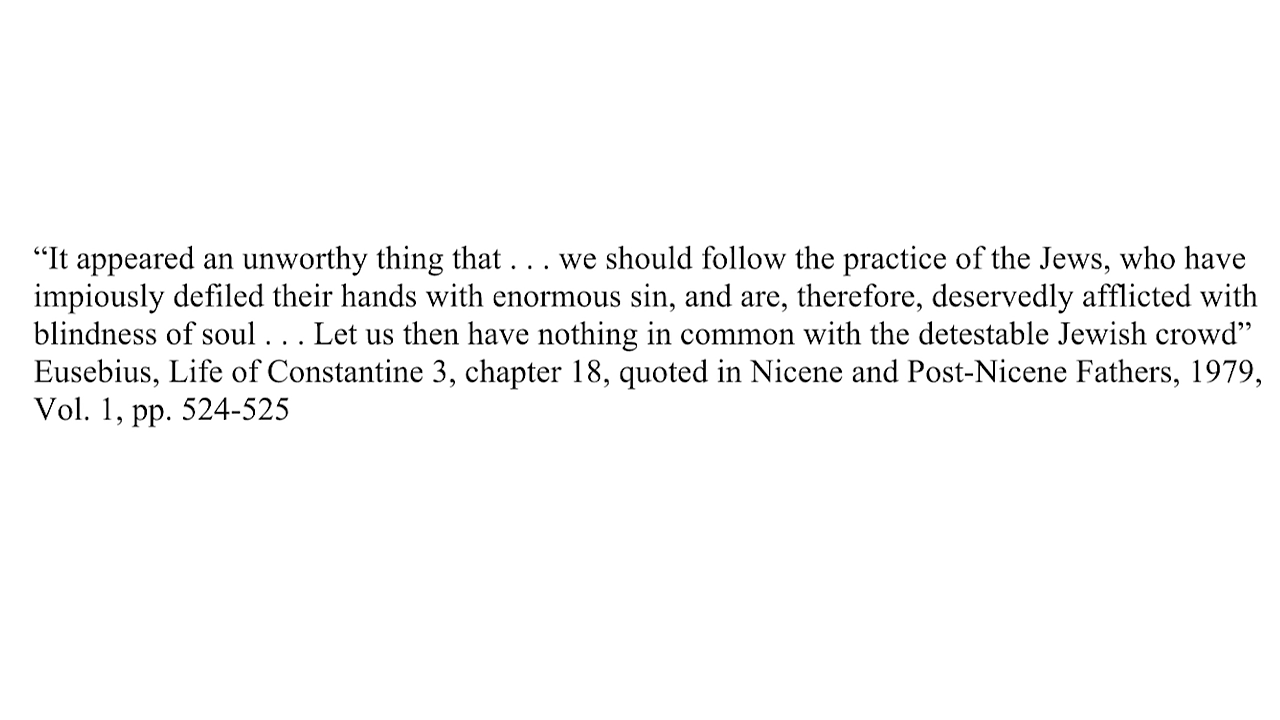 “It appeared an unworthy thing that . . . we should follow the practice of the Jews, who have
impiously defiled their hands with enormous sin, and are, therefore, deservedly afflicted with
blindness of soul . . . Let us then have nothing in common with the detestable Jewish crowd”
Eusebius, Life of Constantine 3, chapter 18, quoted in Nicene and Post-Nicene Fathers, 1979,
Vol. 1, pp. 524-525